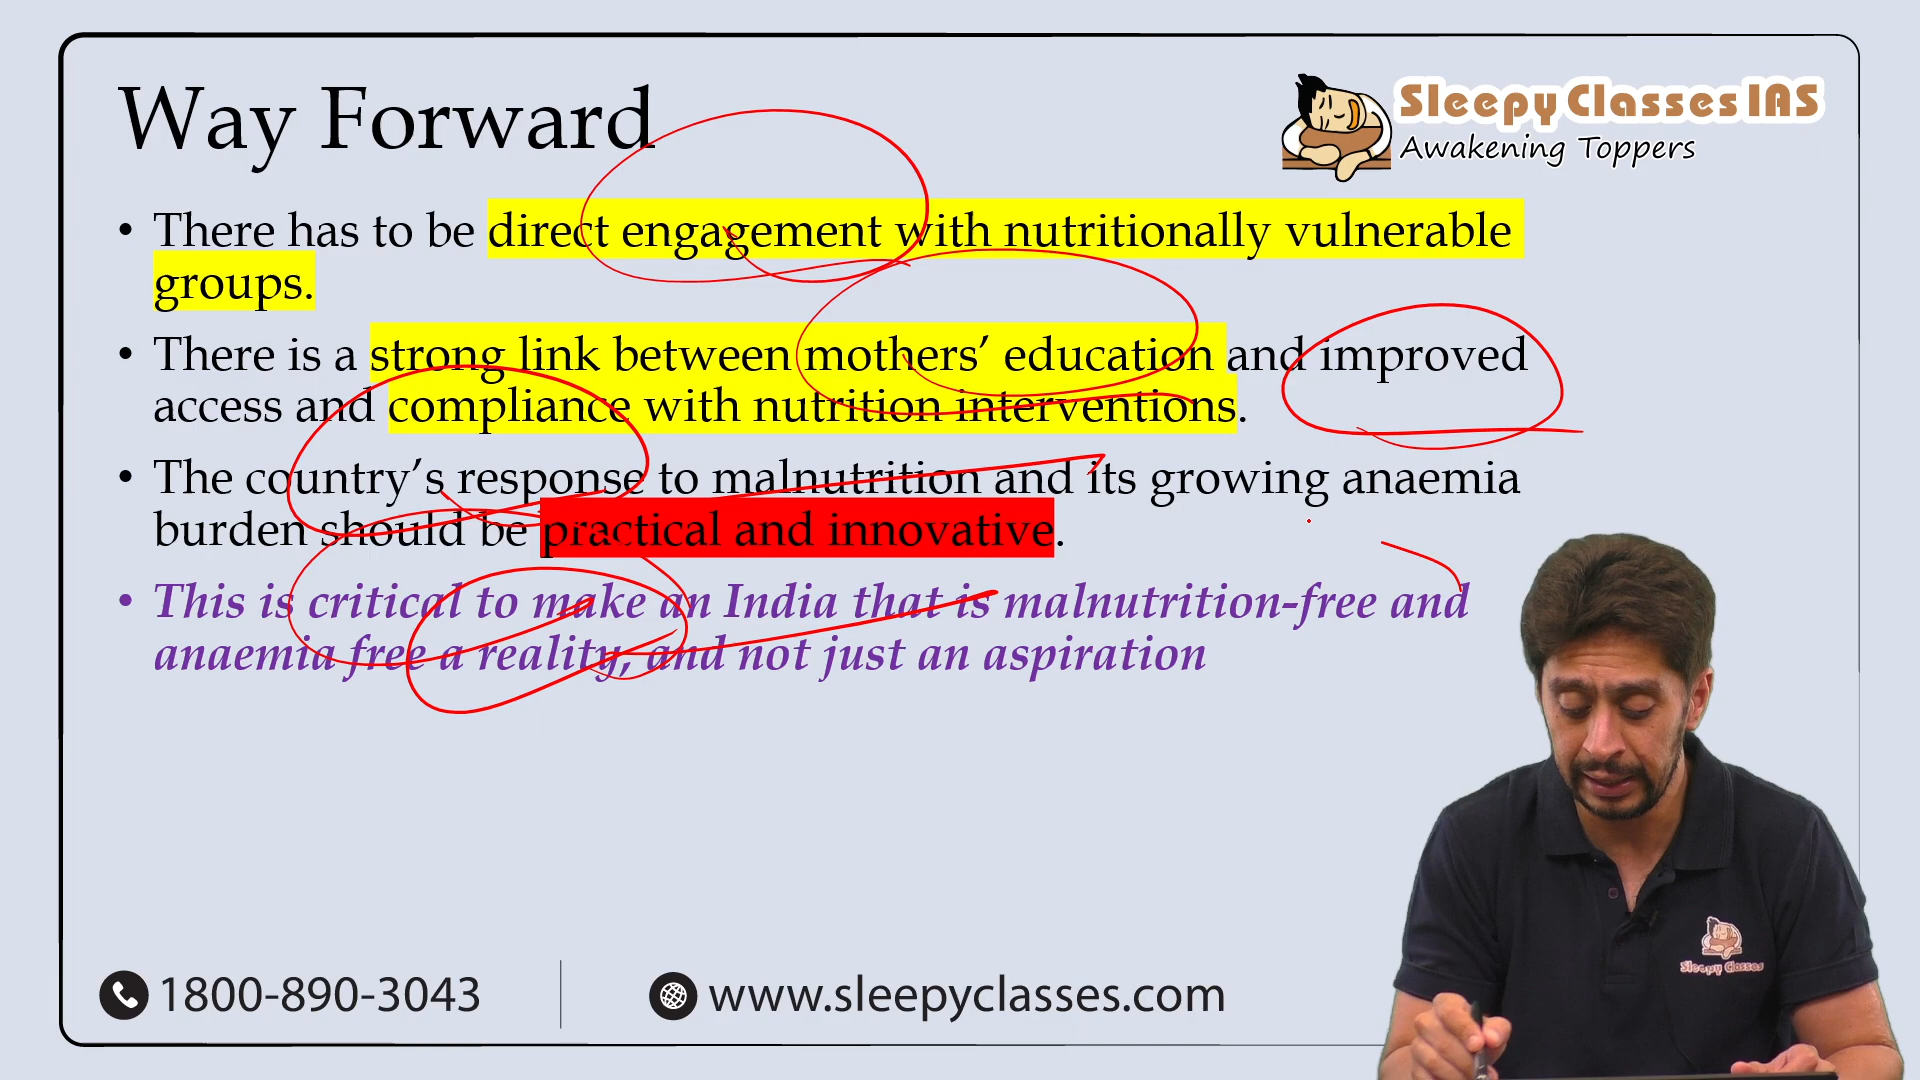 Way Forward
Sleepy Classes IAS
Awakening Toppers
• There has to be direct engagement with nutritionally vulnerable
groups.
• There is a strong link between mothers’ education and improved
access and compliance with nutrition interventions.
• The country’s response to malnutrition and its growing anaemia
burden should be practical and innovative.
• This is critical to make an India that is malnutrition-free and
anaemia free a reality, and not just an aspiration
Sleepy Classes
1800-890-3043
www.sleepyclasses.com